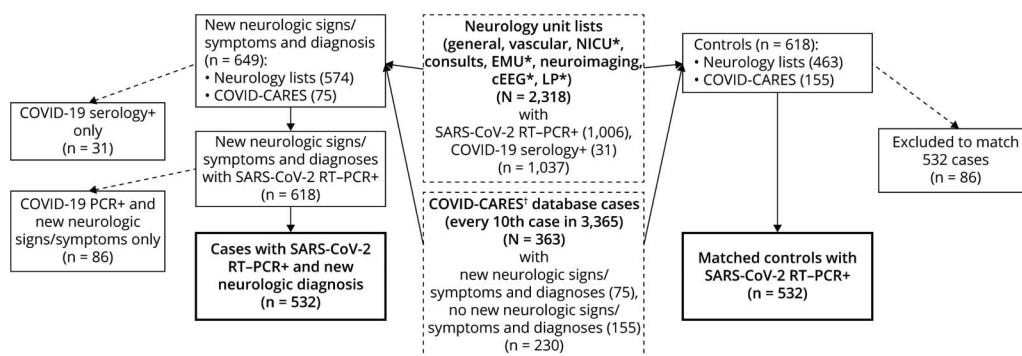 New neurologic signs/
symptoms and diagnosis
(n = 649):
• Neurology lists (574)
• COVID-CARES (75)
COVID-19 serology+
only
(n = 31)
New neurologic signs/
symptoms and diagnoses
with SARS-CoV-2 RT–PCR+
(n = 618)
COVID-19 PCR+ and
new neurologic
signs/symptoms only
(n = 86)
Cases with SARS-CoV-2
RT–PCR+ and new
neurologic diagnosis
(n = 532)
Neurology unit lists
(general, vascular, NICU*,
consults, EMU*, neuroimaging,
cEEG*, LP*)
(N = 2,318)
with
SARS-CoV-2 RT–PCR+ (1,006),
COVID-19 serology+ (31)
n = 1,037)
COVID-CARES† database cases
(every 10th case in 3,365)
(N = 363)
with
new neurologic signs/
symptoms and diagnoses (75),
no new neurologic signs/
symptoms and diagnoses (155)
n = 230)
Controls (n = 618):
• Neurology lists (463)
• COVID-CARES (155)
Excluded to match
532 cases
(n = 86)
Matched controls with
SARS-CoV-2 RT–PCR+
(n = 532)